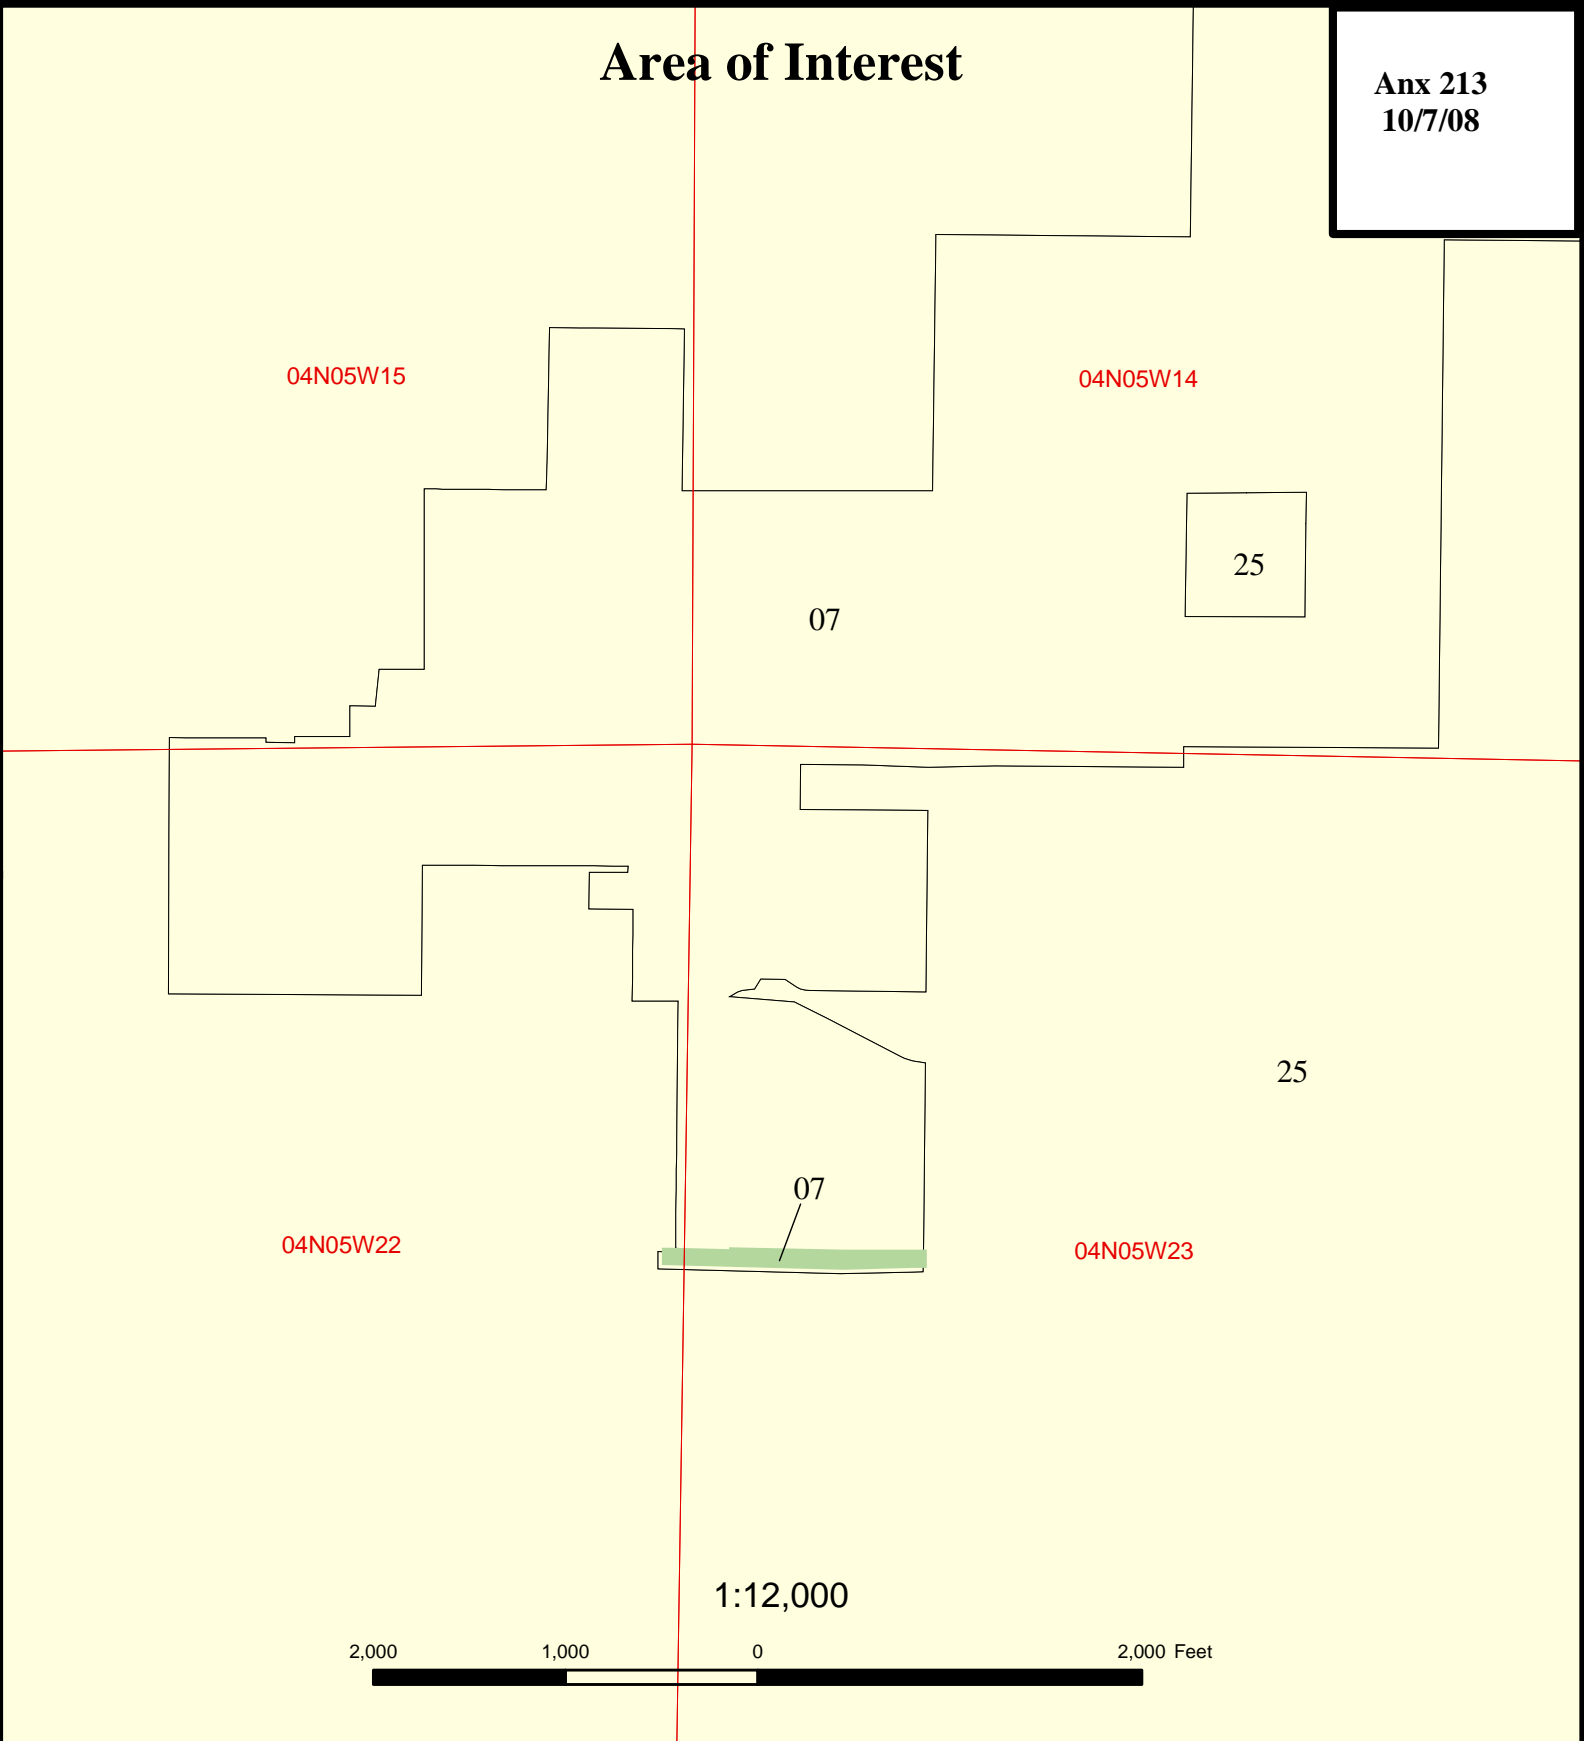 Area of Interest
Anx 213
10/7/08
04N05W15
04N05W14
25
07
25
07
04N05W22
04N05W23
1:12,000
2,000 1,000 0 2,000 Feet